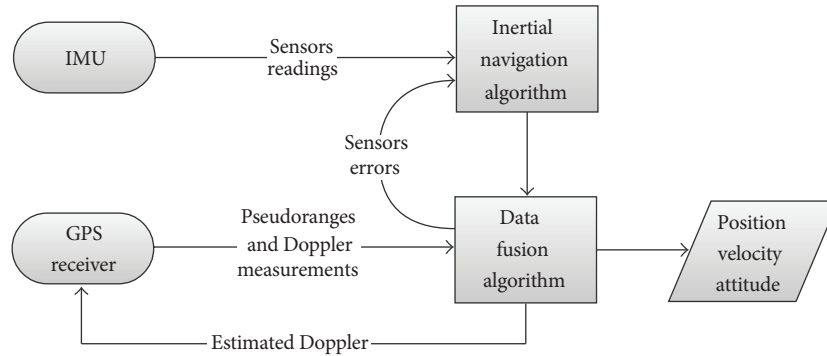 IMU
Sensors
readings
Inertial
navigation
algorithm
Sensors
errors
GPS
receiver
Pseudoranges
and Doppler
measurements
Data
fusion
algorithm
Position
velocity
attitude
Estimated Doppler